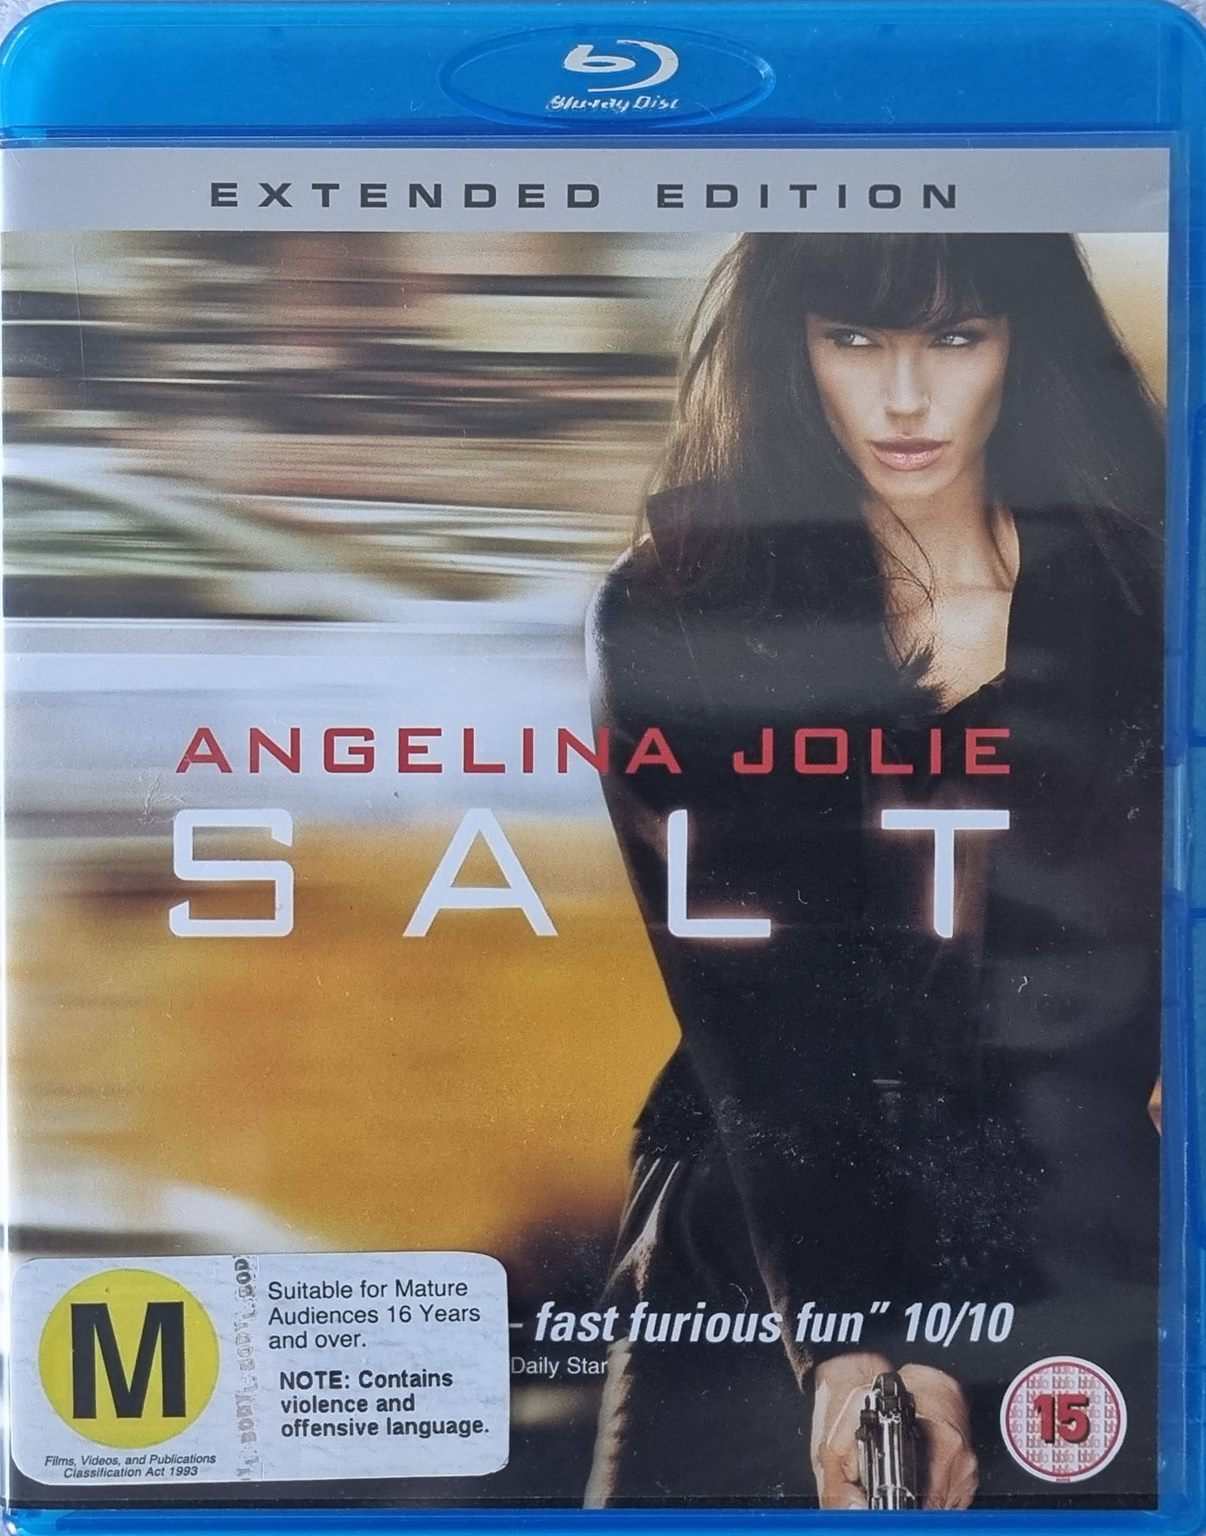 Blu-ray Disc
EXTENDED EDITION
ANGELINA JOLIE
SALT
– fast furious fun” 10/10
Daily Star
M
Suitable for Mature
Audiences 16 Years
and over.
NOTE: Contains
violence and
offensive language.
Films, Videos, and Publications
Classification Act 1993
15